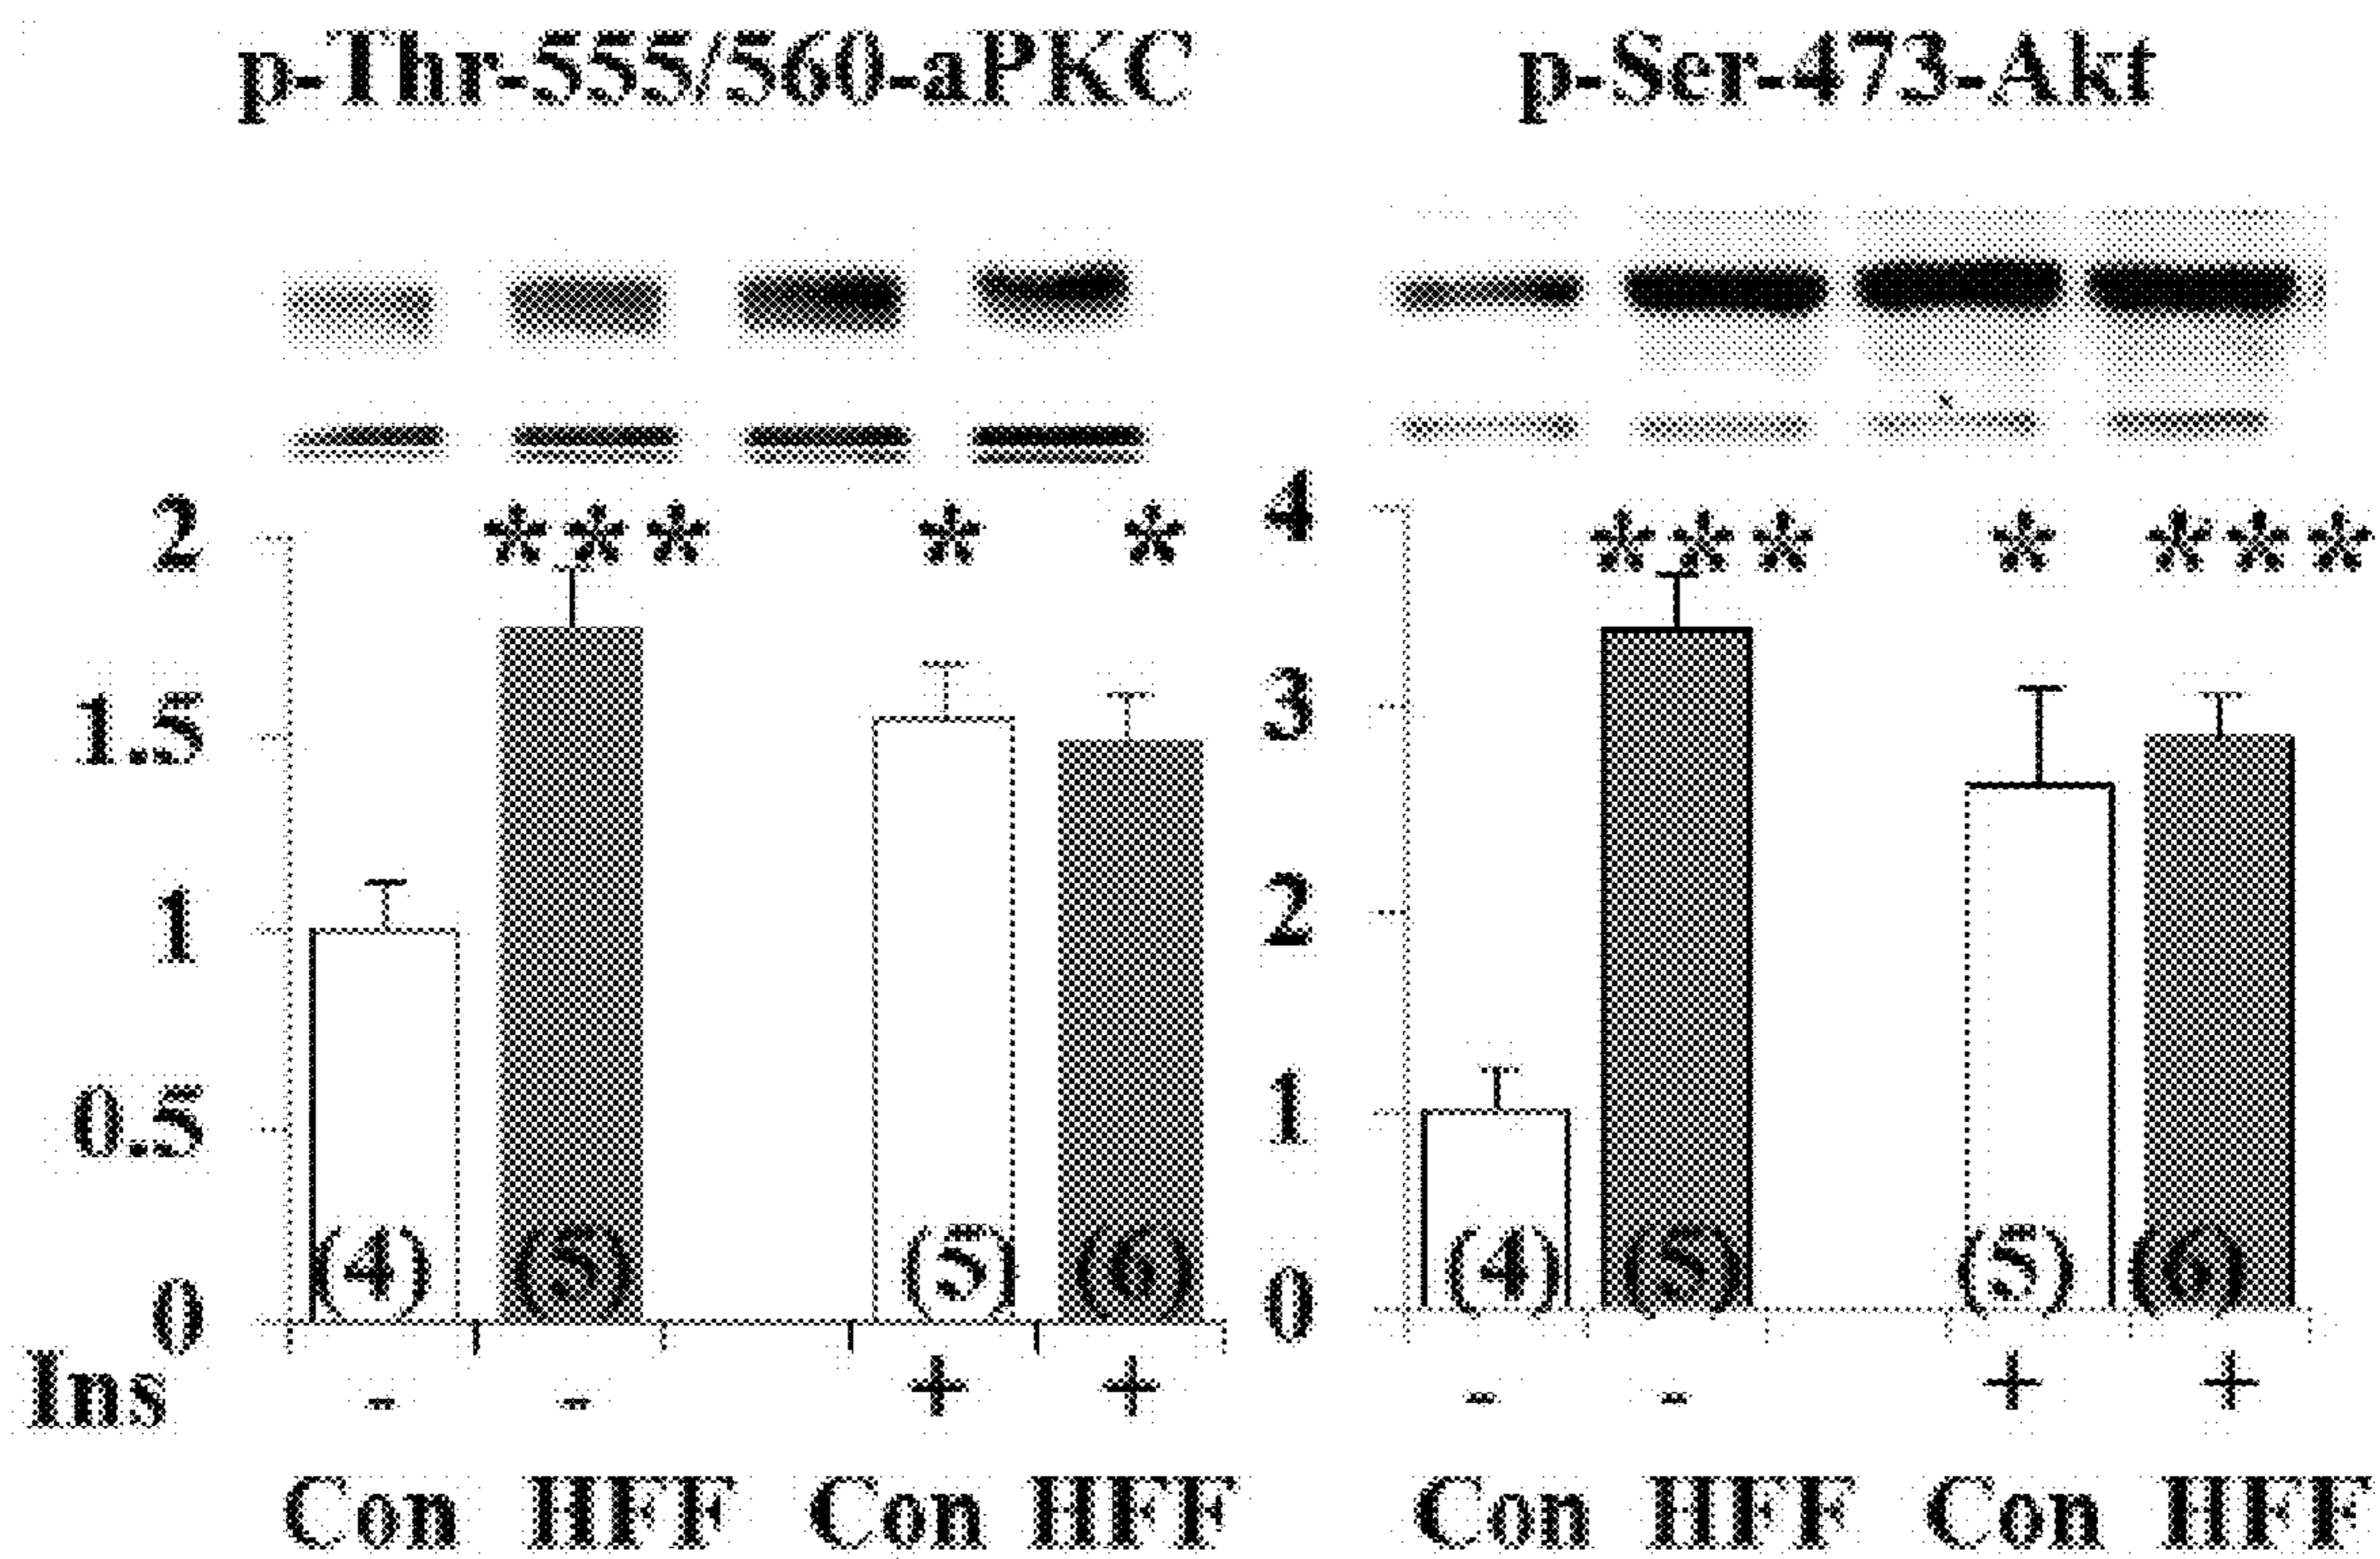 p-Thr-555/560-aPKC p-Ser-473-Akt
2 *** * * 4 *** * ***
1.5 3
1 2
0.5 1
0 (4) (5) (5) (6) 0 (4) (5) (5) (6)
Ins - - + + - - + +
Con HFF Con HFF Con HFF Con HFF